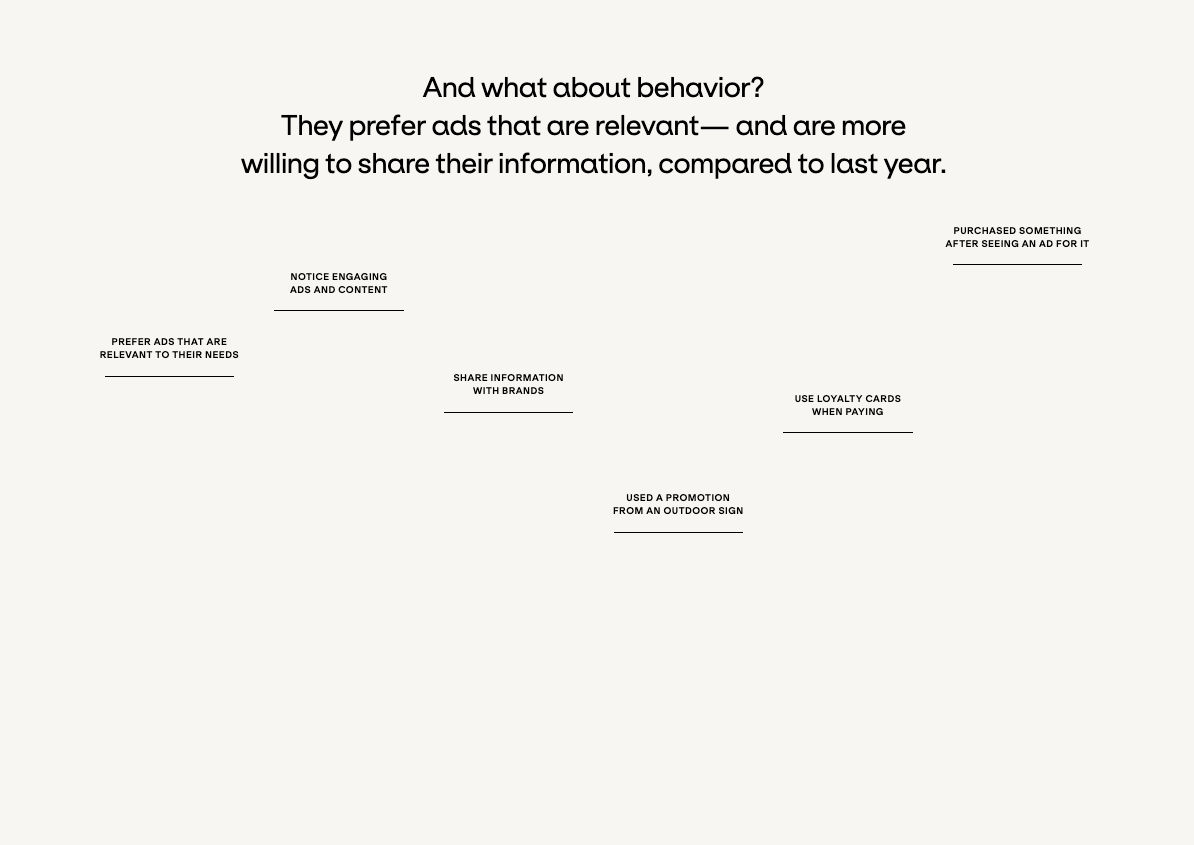 And what about behavior?
They prefer ads that are relevant— and are more
willing to share their information, compared to last year.
PREFER ADS THAT ARE
RELEVANT TO THEIR NEEDS
NOTICE ENGAGING
ADS AND CONTENT
SHARE INFORMATION
WITH BRANDS
USED A PROMOTION
FROM AN OUTDOOR SIGN
USE LOYALTY CARDS
WHEN PAYING
PURCHASED SOMETHING
AFTER SEEING AN AD FOR IT